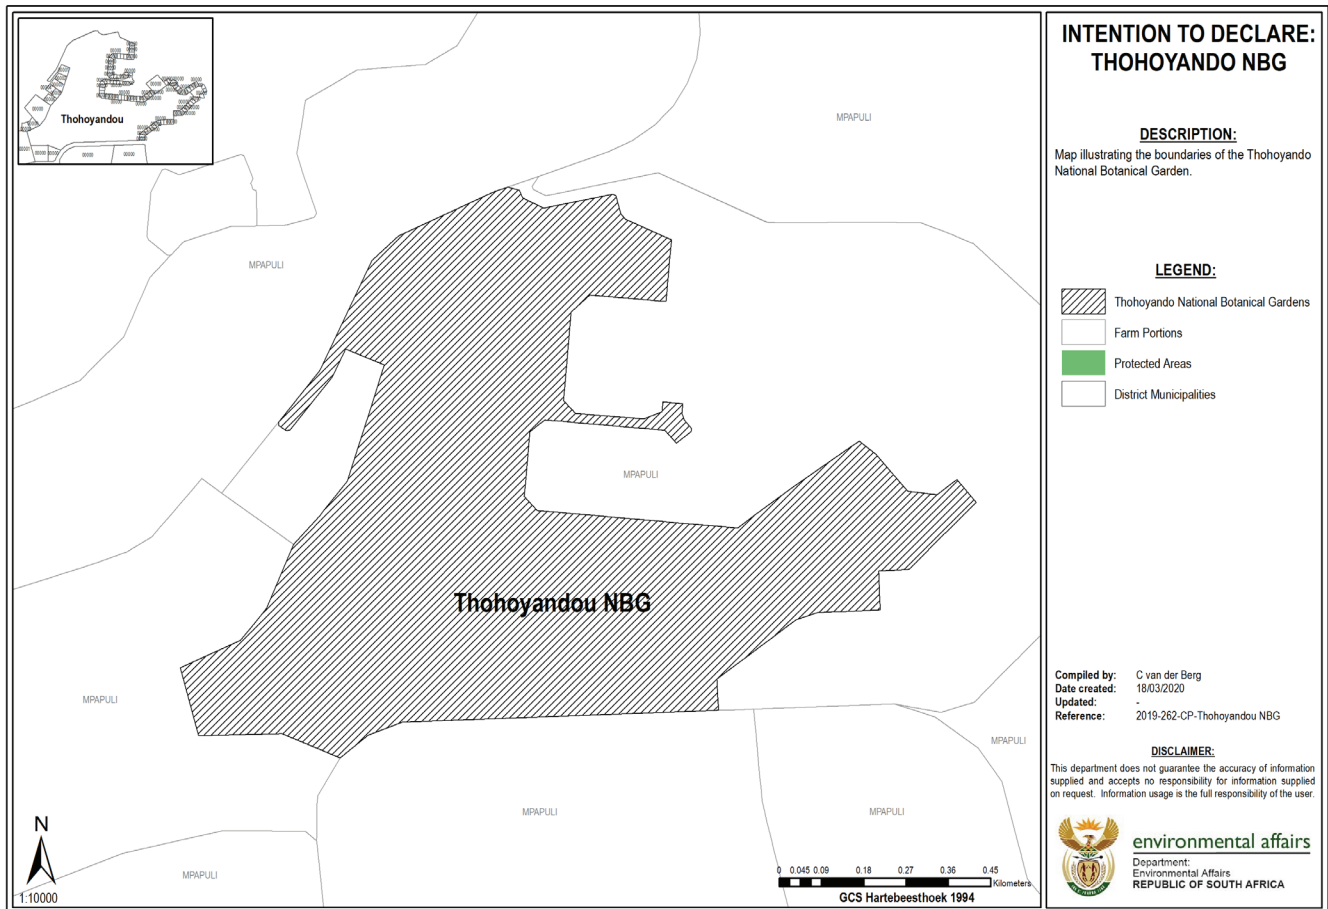 Thohoyandou
MPAPULI
MPAPULI
MPAPULI
Thohoyandou NBG
MPAPULI
MPAPULI
MPAPULI
MPAPULI
MPAPULI
N
1:10000
0 0.045 0.09 0.18 0.27 0.36 0.45
Kilometers
GCS Hartebeesthoek 1994
INTENTION TO DECLARE:
THOHOYANDO NBG
DESCRIPTION:
Map illustrating the boundaries of the Thohoyando
National Botanical Garden.
LEGEND:
Thohoyando National Botanical Gardens
Farm Portions
Protected Areas
District Municipalities
Compiled by: C van der Berg
Date created: 18/03/2020
Updated: -
Reference: 2019-262-CP-Thohoyandou NBG
DISCLAIMER:
This department does not guarantee the accuracy of information
supplied and accepts no responsibility for information supplied
on request. Information usage is the full responsibility of the user.
environmental affairs
Department:
Environmental Affairs
REPUBLIC OF SOUTH AFRICA